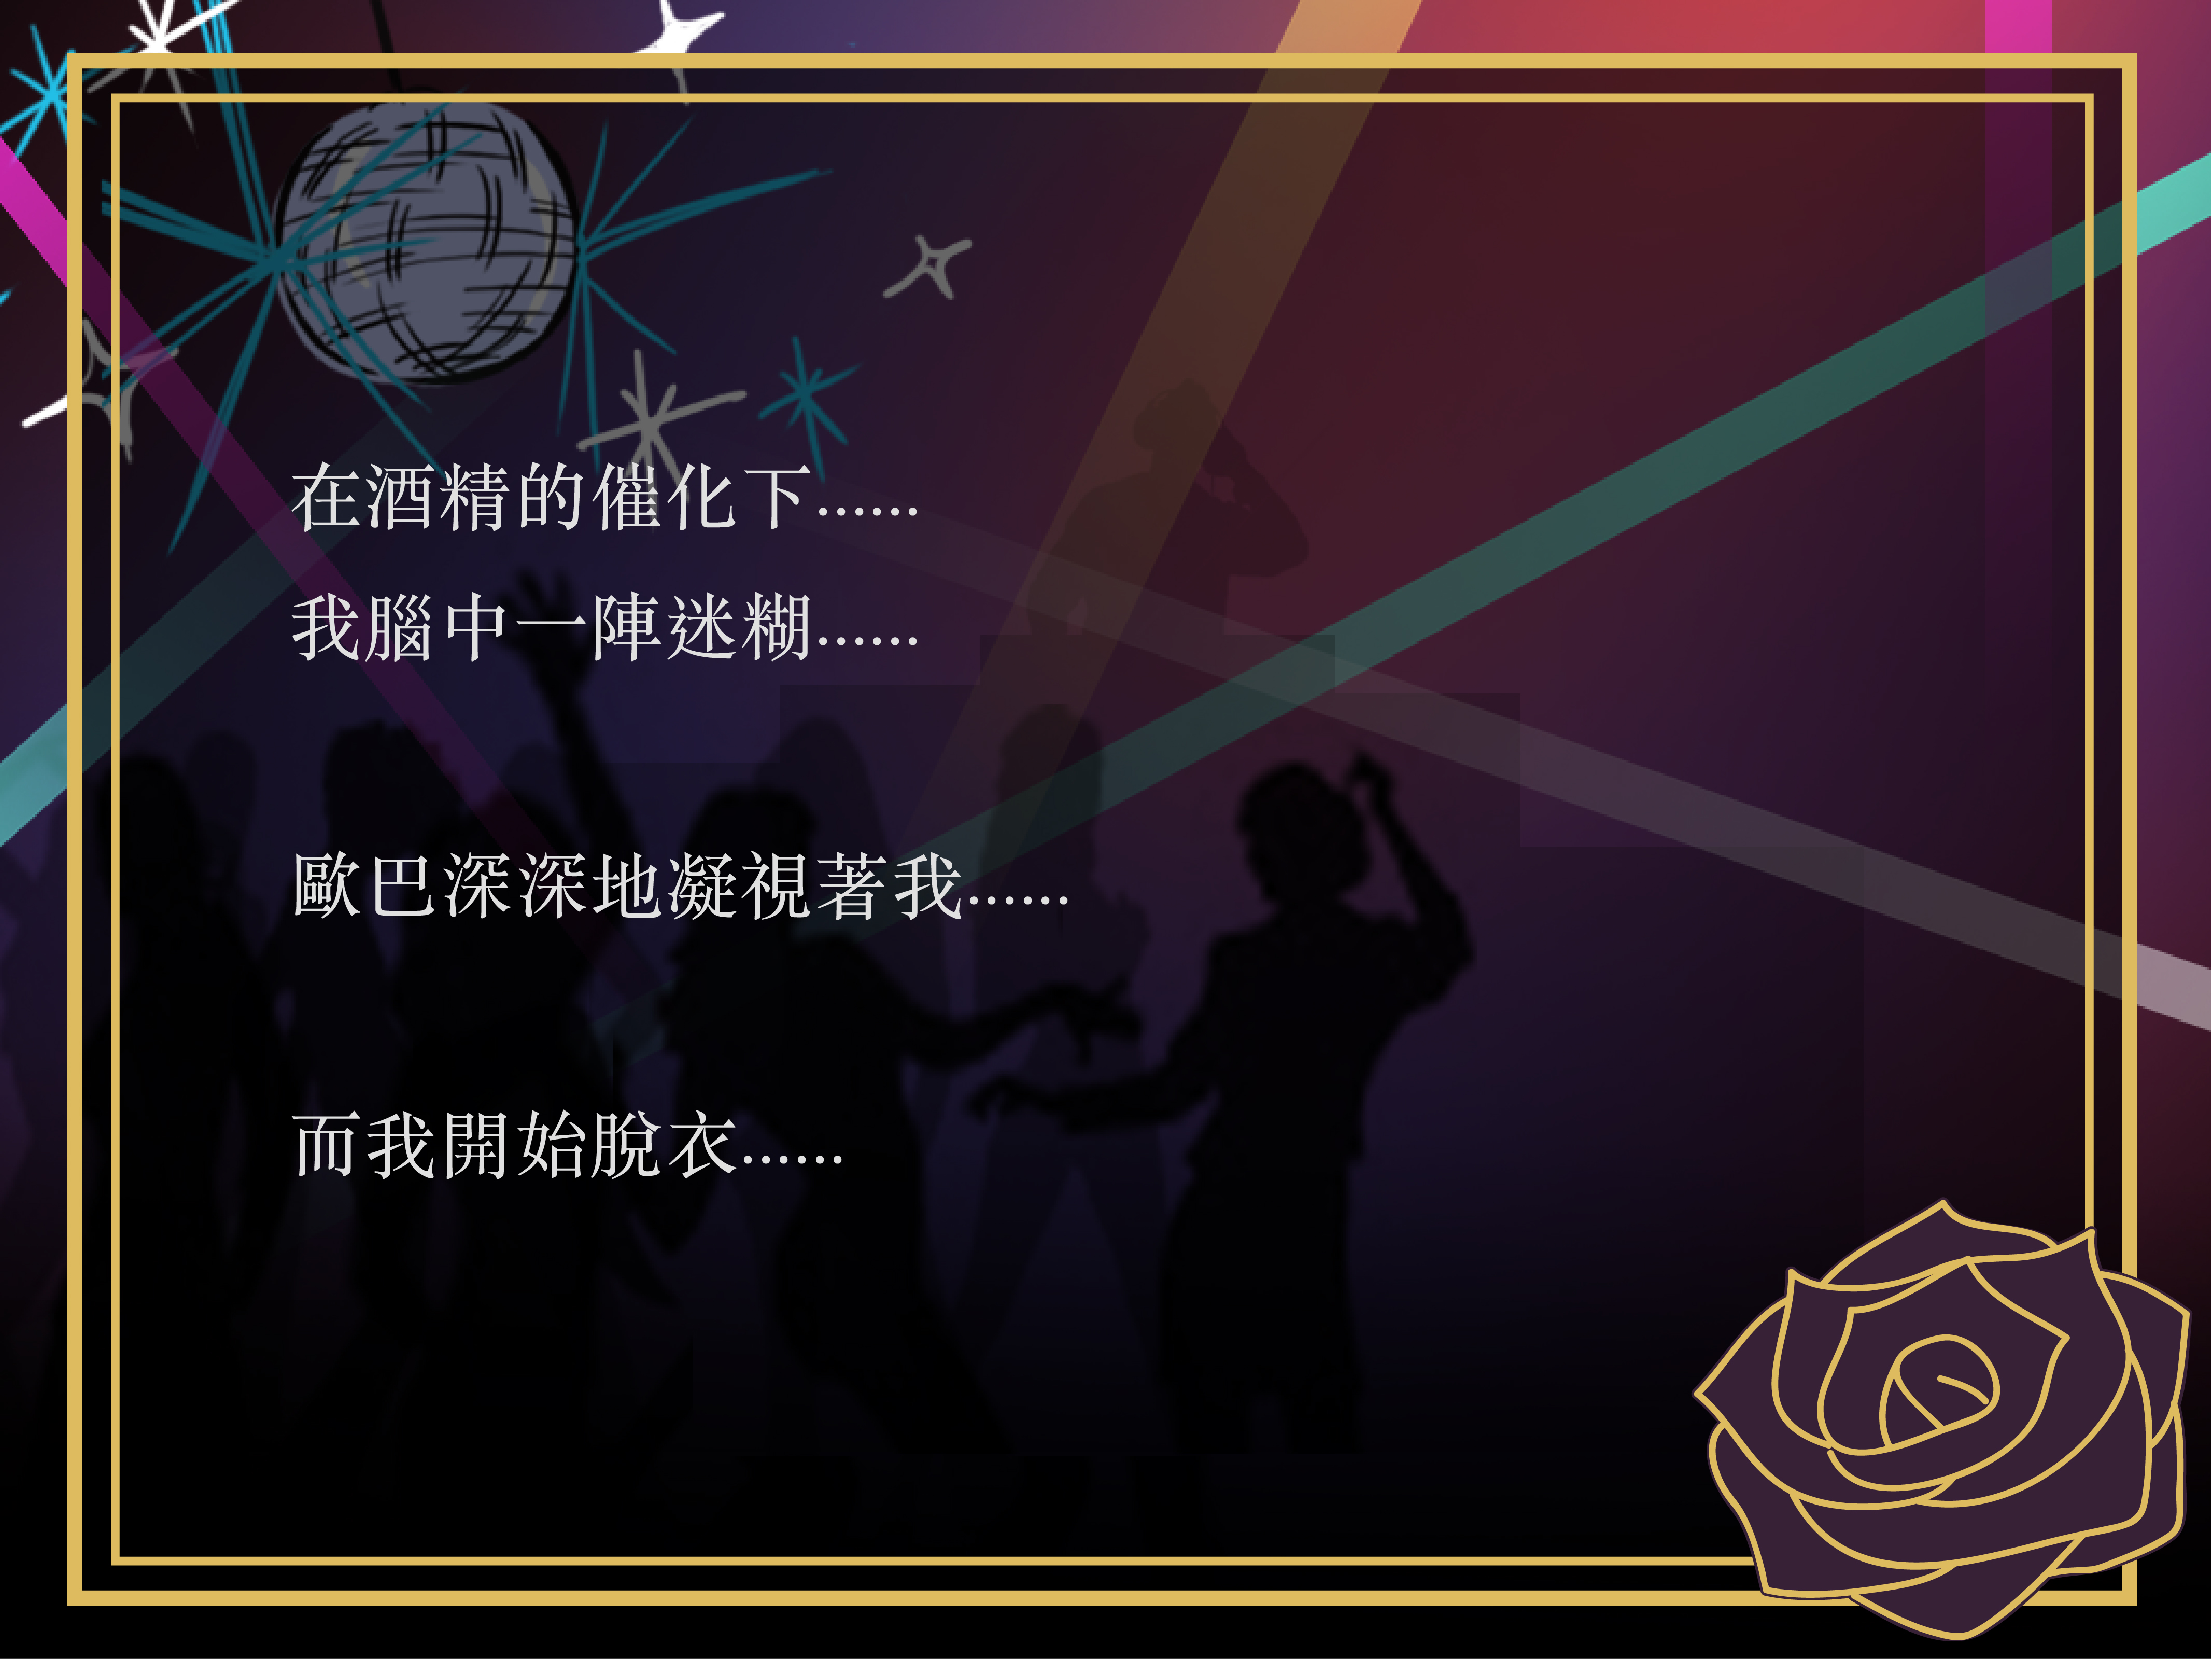 在酒精的催化下......
我腦中一陣迷糊......
歐巴深深地凝視著我......
而我開始脫衣......